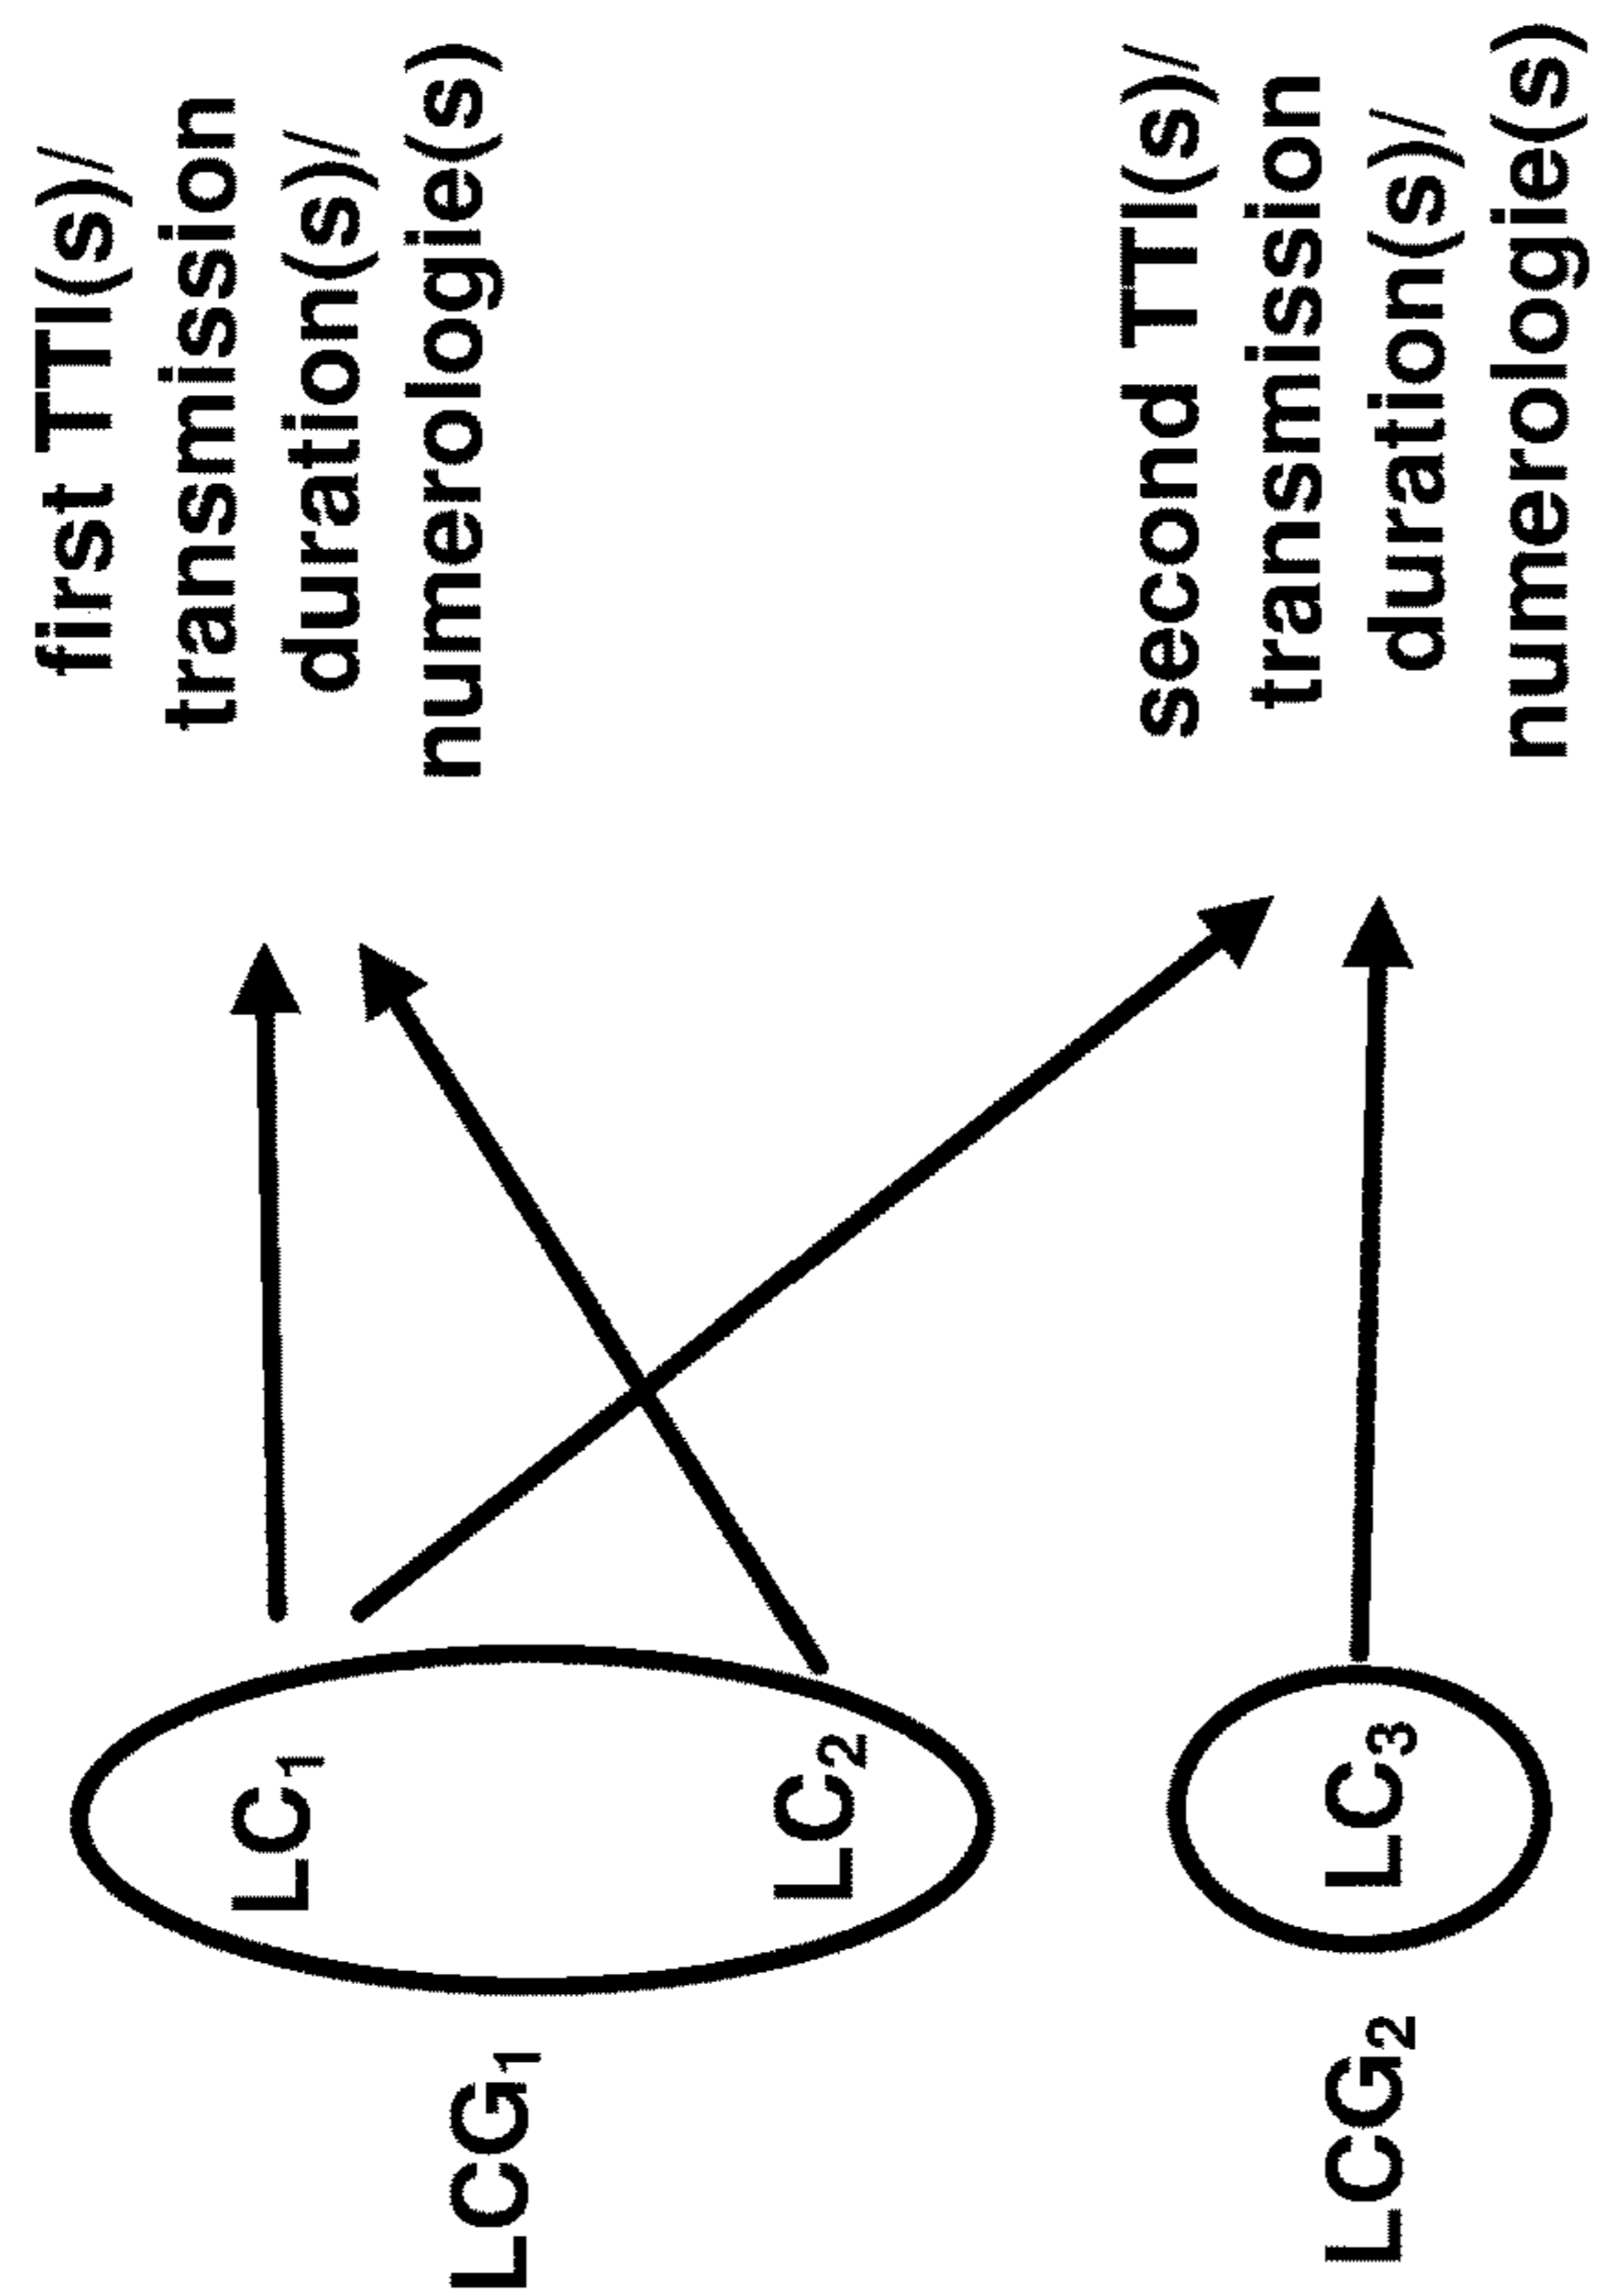 first TTI(s)/
transmission
duration(s)/
numerologie(s)
LC₁
LCG₁
LC₂
second TTI(s)/
transmission
duration(s)/
numerologie(s)
LCG₂
LC₃